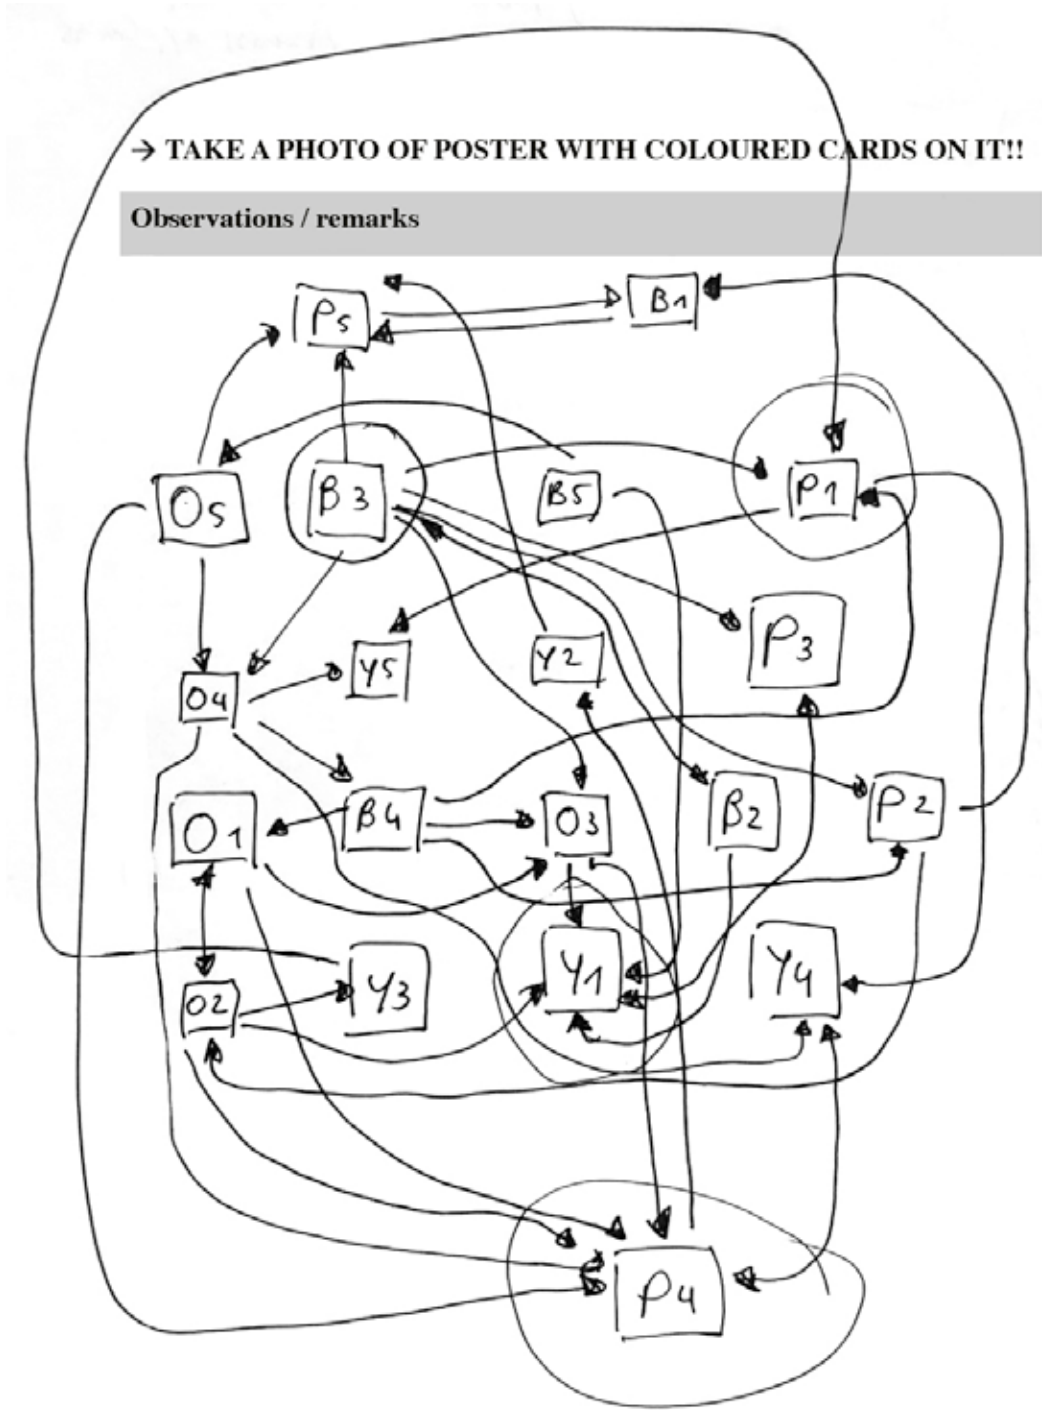 → TAKE A PHOTO OF POSTER WITH COLOURED CARDS ON IT!!
Observations / remarks
P5 B1
O5 B3 B5 P1
P3
O4 Y5 Y2
O1 B4 O3 B2 P2
O2 Y3 Y1 Y4
P4